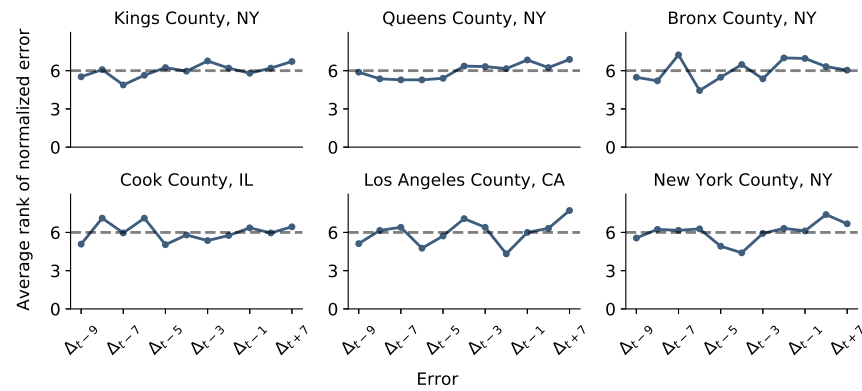 Kings County, NY
Queens County, NY
Bronx County, NY
6
3
0
6
3
0
6
3
0
Average rank of normalized error
Cook County, IL
Los Angeles County, CA
New York County, NY
6
3
0
6
3
0
6
3
0
Δt−9 Δt−7 Δt−5 Δt−3 Δt−1 Δt+7
Δt−9 Δt−7 Δt−5 Δt−3 Δt−1 Δt+7
Δt−9 Δt−7 Δt−5 Δt−3 Δt−1 Δt+7
Error